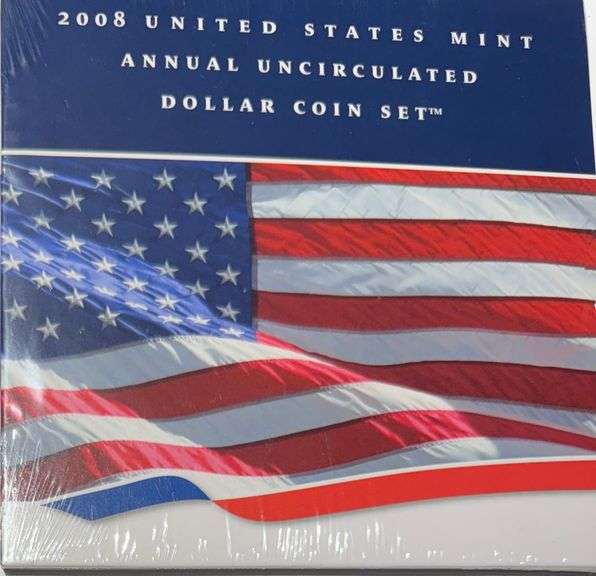 2008 UNITED STATES MINT
ANNUAL UNCIRCULATED
DOLLAR COIN SET™